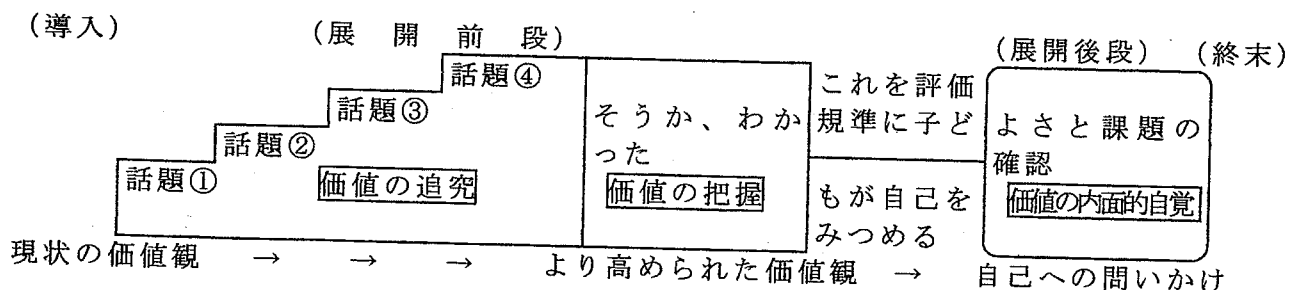 (導入)
(展開前段)
(展開後段)
(終末)
話題④
話題③
話題②
話題①
価値の追究
そうか、わか
った
価値の把握
これを評価
規準に子ど
もが自己を
みつめる
よさと課題の
確認
価値の内面的自覚
現状の価値観 → → → より高められた価値観 → 自己への問いかけ